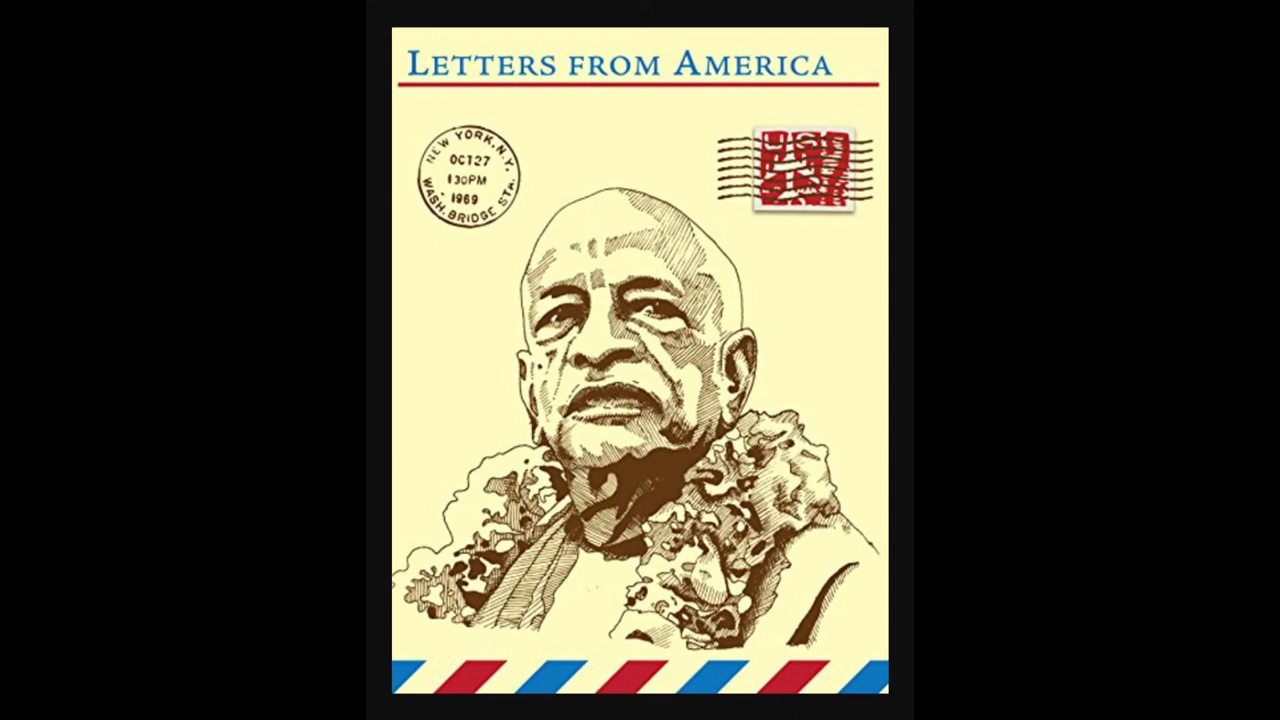 LETTERS FROM AMERICA
NEW YORK, N.Y.
OCT27
130PM
1969
WASH. BRIDGE STA.